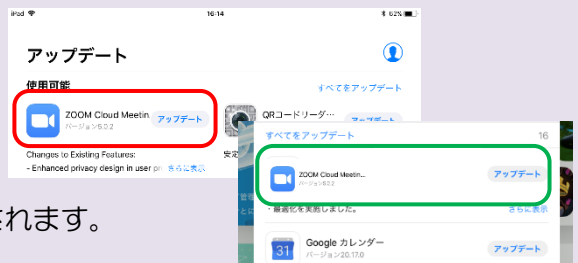 iPad 16:14 62%
アップデート
使用可能 すべてをアップデート
ZOOM Cloud Meetin. アップデート
バージョン5.0.2
QRコードリーダ…
Changes to Existing Features:
- Enhanced privacy design in user pr さらに表示
すべてをアップデート 16
ZOOM Cloud Meetin...
バージョン5.0.2
アップデート
・最適化を実施しました。 さらに表示
Google カレンダー
バージョン20.17.0
アップデート
31
されます。